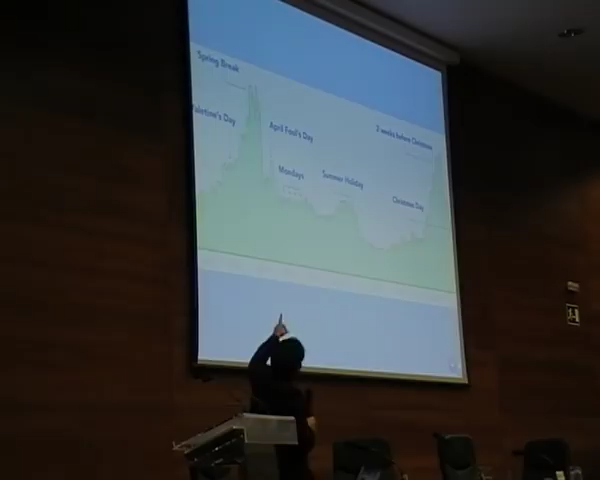 Spring Break
Valentine's Day
April Fool's Day
2 weeks before Christmas
Mondays
Summer Holiday
Christmas Day